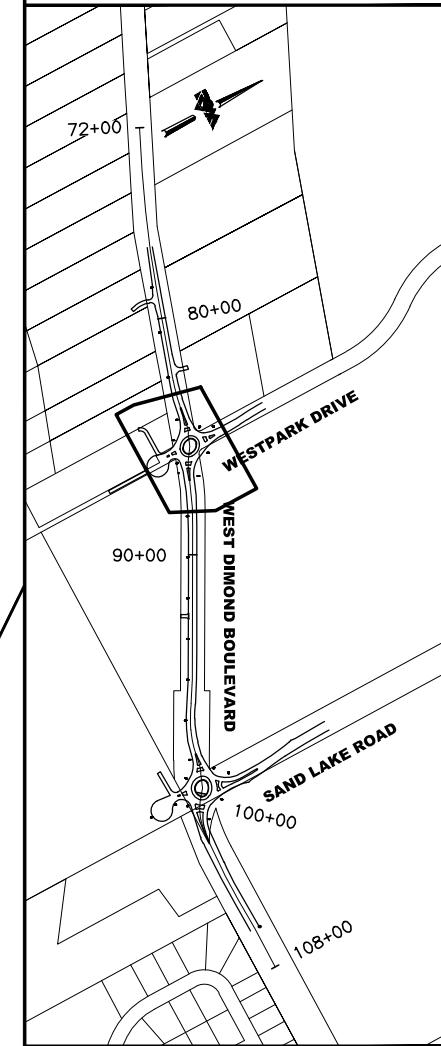 72+00
80+00
WESTPARK DRIVE
90+00
WEST DIMOND BOULEVARD
SAND LAKE ROAD
100+00
108+00